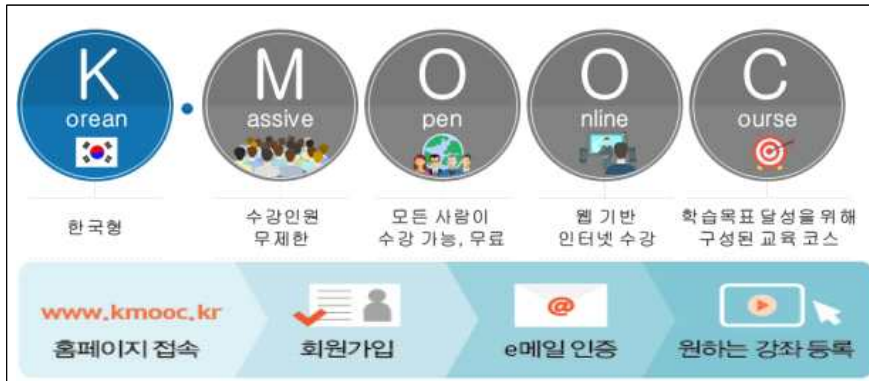 K M O O C
orean assive pen nline ourse
한국형
수강인원
무제한
모든 사람이
수강 가능, 무료
웹 기반
인터넷 수강
학습목표 달성을 위해
구성된 교육 코스
www.kmooc.kr
홈페이지 접속
회원가입
@
e메일 인증
원하는 강좌 등록